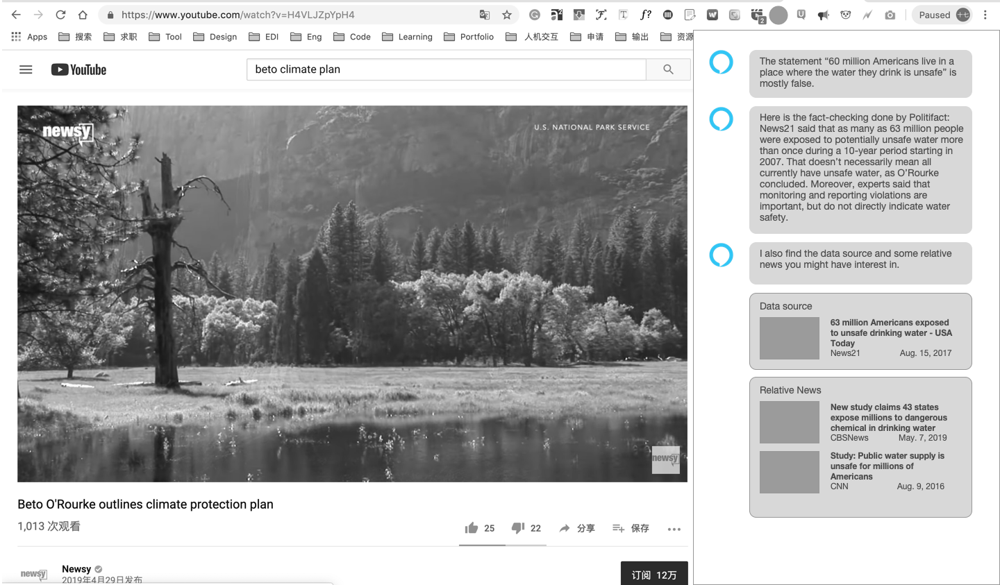 https://www.youtube.com/watch?v=H4VLJZpYpH4
2
Paused
Apps 搜索 求职 Tool Design EDI Eng Code Learning Portfolio 人机交互 申请 输出 资源
YouTube
beto climate plan
newsy
U.S. NATIONAL PARK SERVICE
newsy
Beto O'Rourke outlines climate protection plan
1,013 次观看
25 22 分享 保存
newsy
Newsy
2019年4月29日发布
订阅 12万
The statement “60 million Americans live in a
place where the water they drink is unsafe” is
mostly false.
Here is the fact-checking done by Politifact:
News21 said that as many as 63 million people
were exposed to potentially unsafe water more
than once during a 10-year period starting in
2007. That doesn’t necessarily mean all
currently have unsafe water, as O’Rourke
concluded. Moreover, experts said that
monitoring and reporting violations are
important, but do not directly indicate water
safety.
I also find the data source and some relative
news you might have interest in.
Data source
63 million Americans exposed
to unsafe drinking water - USA
Today
News21 Aug. 15, 2017
Relative News
New study claims 43 states
expose millions to dangerous
chemical in drinking water
CBSNews May. 7, 2019
Study: Public water supply is
unsafe for millions of
Americans
CNN Aug. 9, 2016